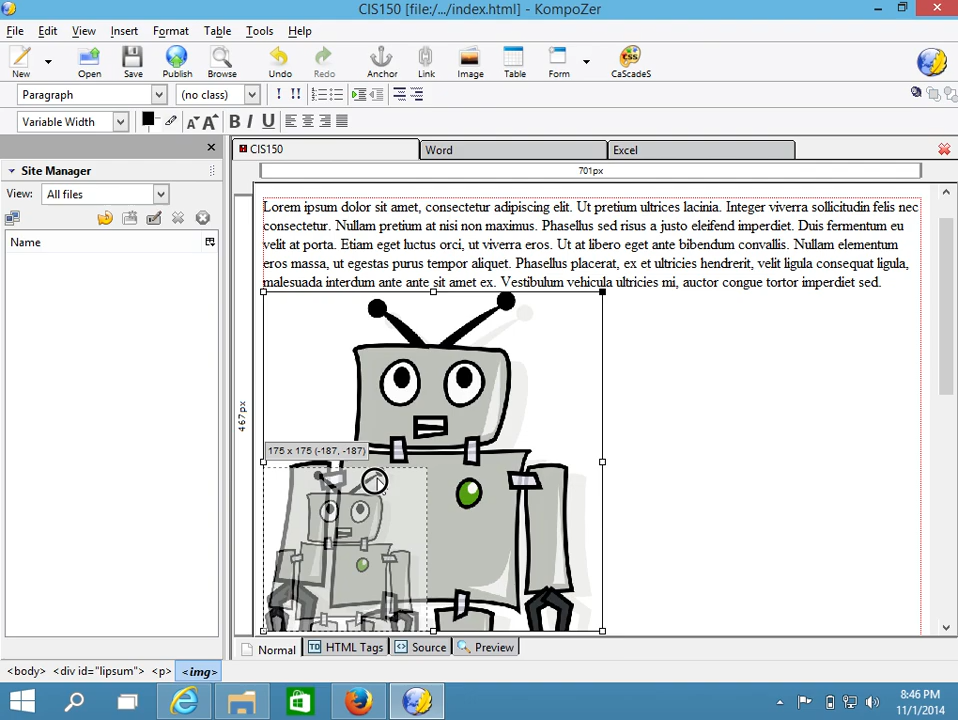 CIS150 [file:/.../index.html] - KompoZer
File Edit View Insert Format Table Tools Help
New Open Save Publish Browse Undo Redo Anchor Link Image Table Form CaScadeS
Paragraph (no class) ! !!
Variable Width A A B I U
CIS150 Word Excel
Site Manager
701px
View: All files
Name
Lorem ipsum dolor sit amet, consectetur adipiscing elit. Ut pretium ultrices lacinia. Integer viverra sollicitudin felis nec
consectetur. Nullam pretium at nisi non maximus. Phasellus sed risus a justo eleifend imperdiet. Duis fermentum eu
velit at porta. Etiam eget luctus orci, ut viverra eros. Ut at libero eget ante bibendum convallis. Nullam elementum
eros massa, ut egestas purus tempor aliquet. Phasellus placerat, ex et ultricies hendrerit, velit ligula consequat ligula,
malesuada interdum ante ante sit amet ex. Vestibulum vehicula ultricies mi, auctor congue tortor imperdiet sed.
467px
175 x 175 (-187, -187)
Normal TD HTML Tags <> Source Preview
<body> <div id="lipsum"> <p> <img>
8:46 PM
11/1/2014